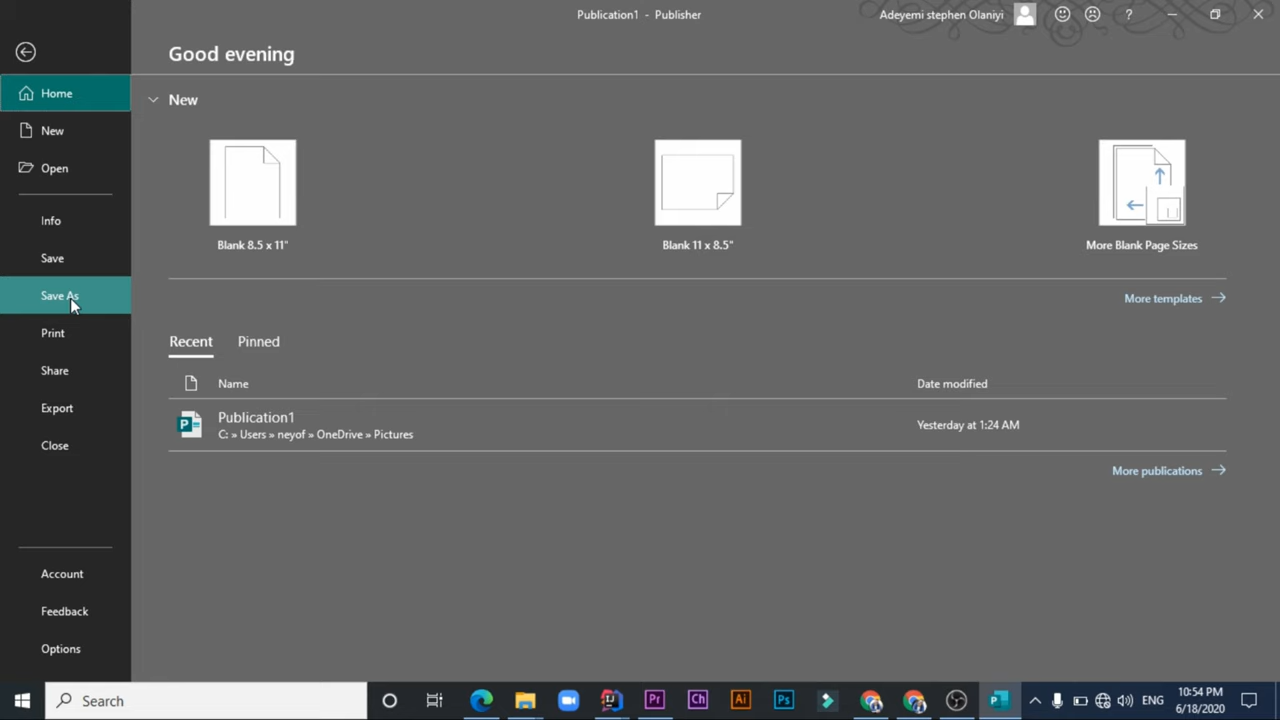 Publication1 - Publisher
Adeyemi stephen Olaniyi
?
Good evening
Home
New
Open
Info
Save
Save As
Print
Share
Export
Close
Account
Feedback
Options
New
Blank 8.5 x 11"
Blank 11 x 8.5"
More Blank Page Sizes
More templates
Recent
Pinned
Name
Date modified
P
Publication1
C: » Users » neyof » OneDrive » Pictures
Yesterday at 1:24 AM
More publications
Search
Pr
Ch
Ai
Ps
P
ENG
10:54 PM
6/18/2020